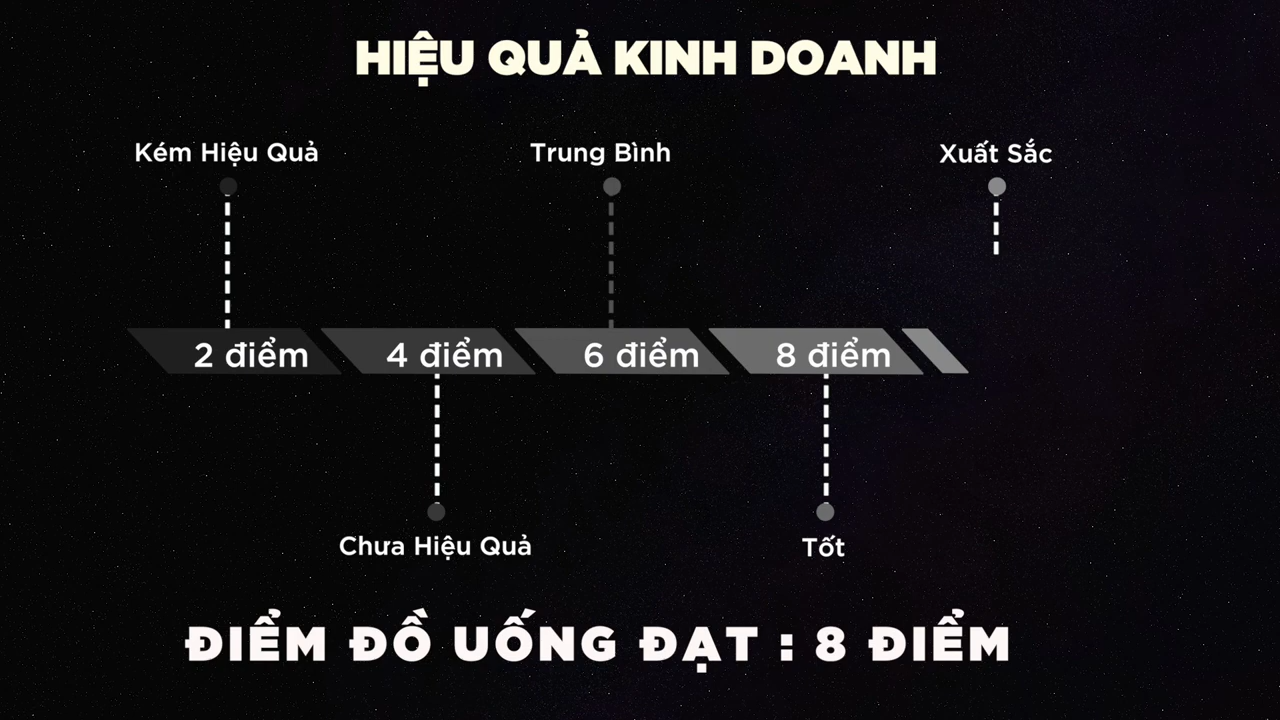 HIỆU QUẢ KINH DOANH
Kém Hiệu Quả
Trung Bình
Xuất Sắc
2 điểm
4 điểm
6 điểm
8 điểm
Chưa Hiệu Quả
Tốt
ĐIỂM ĐỒ UỐNG ĐẠT : 8 ĐIỂM